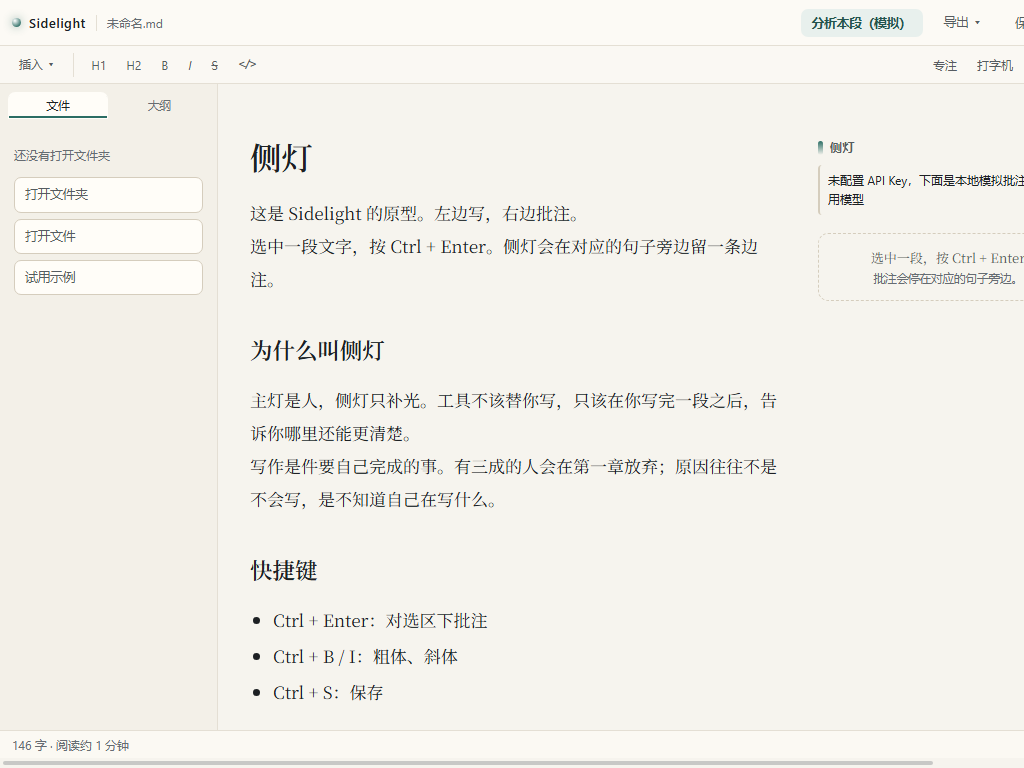 Sidelight 未命名.md 分析本段（模拟） 导出 保
插入 H1 H2 B I S </> 专注 打字机
文件 大纲
还没有打开文件夹
打开文件夹
打开文件
试用示例
侧灯
这是 Sidelight 的原型。左边写，右边批注。
选中一段文字，按 Ctrl + Enter。侧灯会在对应的句子旁边留一条边
注。
为什么叫侧灯
主灯是人，侧灯只补光。工具不该替你写，只该在你写完一段之后，告
诉你哪里还能更清楚。
写作是件要自己完成的事。有三成的人会在第一章放弃；原因往往不是
不会写，是不知道自己在写什么。
快捷键
Ctrl + Enter：对选区下批注
Ctrl + B / I：粗体、斜体
Ctrl + S：保存
侧灯
未配置 API Key，下面是本地模拟批注
用模型
选中一段，按 Ctrl + Enter
批注会停在对应的句子旁边。
146 字 · 阅读约 1 分钟